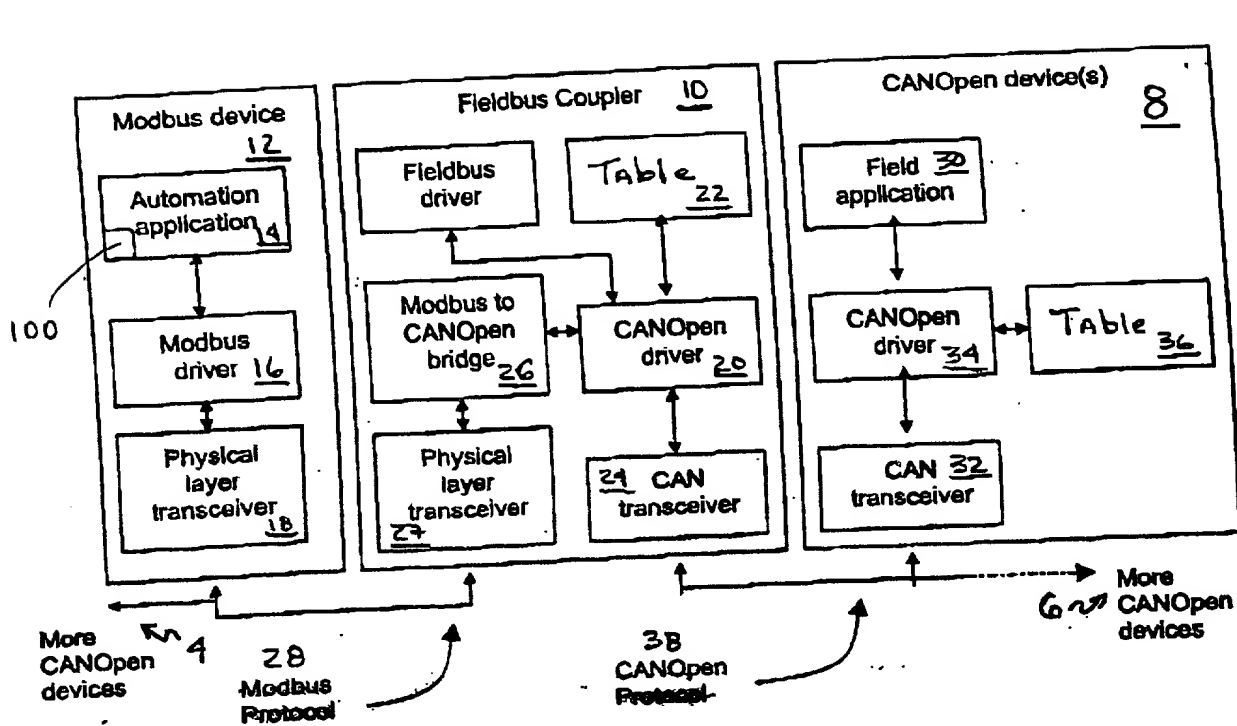 Modbus device
12
Automation
application
14
100
Modbus
driver 16
Physical
layer
transceiver
18
Fieldbus Coupler 10
Fieldbus
driver
Table
22
Modbus to
CANOpen
bridge 26
CANOpen
driver 20
Physical
layer
transceiver
27
24 CAN
transceiver
CANOpen device(s)
8
Field 30
application
CANOpen
driver 34
Table
36
CAN 32
transceiver
More
CANOpen
devices
4
28
Modbus
Protocol
38
CANOpen
Protocol
6
More
CANOpen
devices